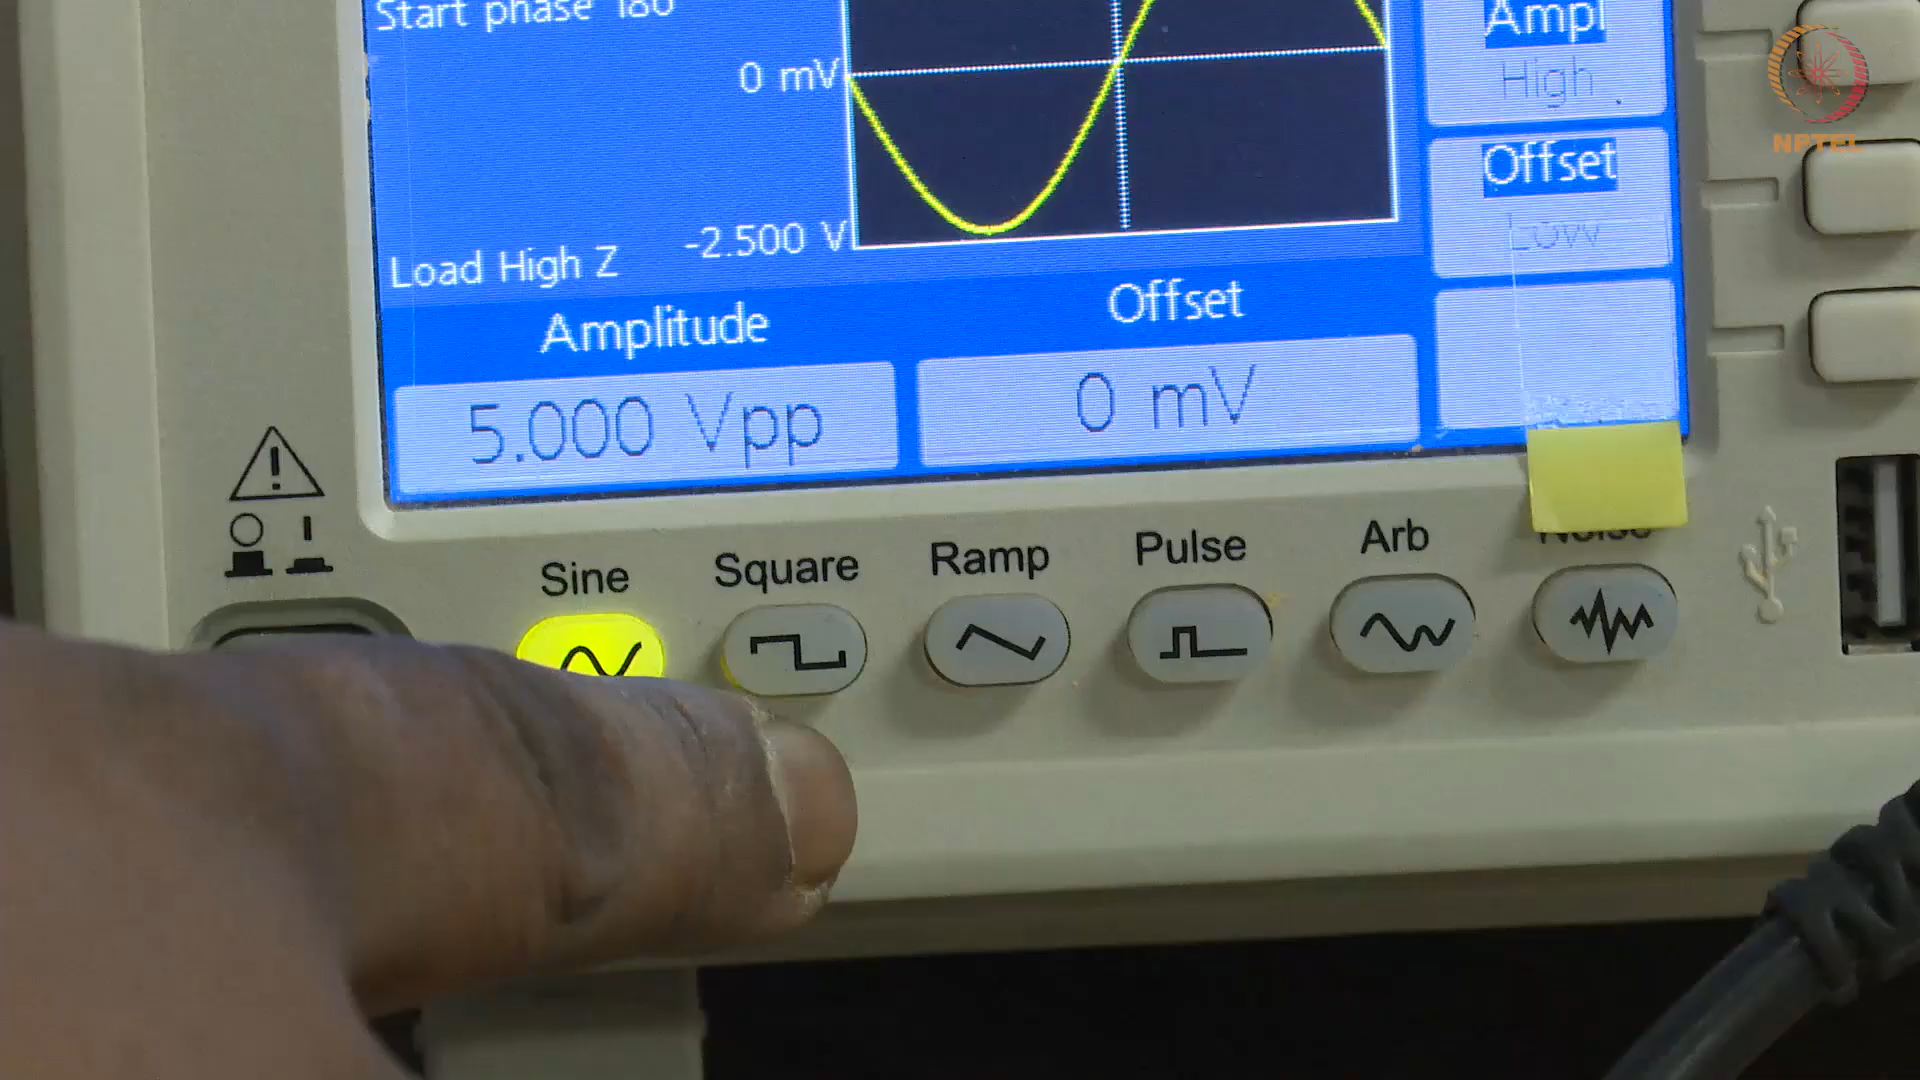 Start phase 180
Ampl
High
0 mV
NPTEL
Offset
Low
-2.500 V
Load High Z
Amplitude
Offset
5.000 Vpp
0 mV
Sine
Square
Ramp
Pulse
Arb
Noise